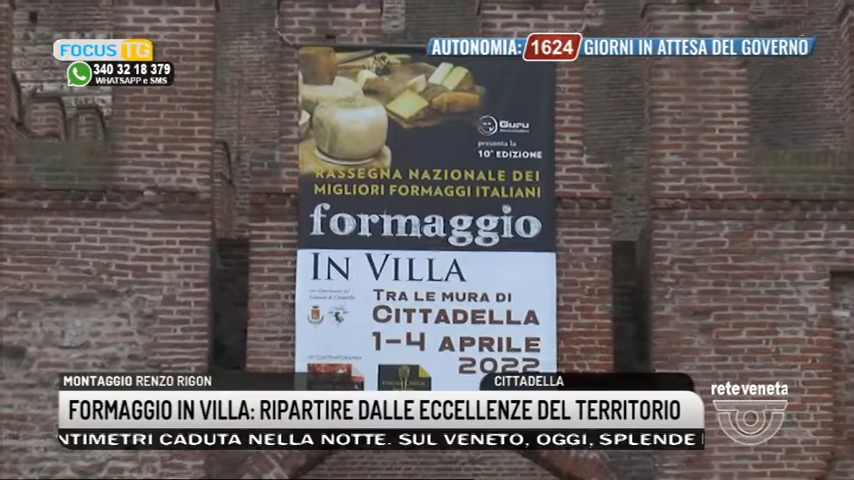 FOCUS TG
340 32 18 379
WHATSAPP e SMS
AUTONOMIA: 1624 GIORNI IN ATTESA DEL GOVERNO
Guru
presenta la
10° EDIZIONE
RASSEGNA NAZIONALE DEI
MIGLIORI FORMAGGI ITALIANI
formaggio
IN VILLA
TRA LE MURA DI
CITTADELLA
1-4 APRILE
2022
IN CONTEMPORANEA
MONTAGGIO RENZO RIGON
CITTADELLA
reteveneta
FORMAGGIO IN VILLA: RIPARTIRE DALLE ECCELLENZE DEL TERRITORIO
NTIMETRI CADUTA NELLA NOTTE. SUL VENETO, OGGI, SPLENDE